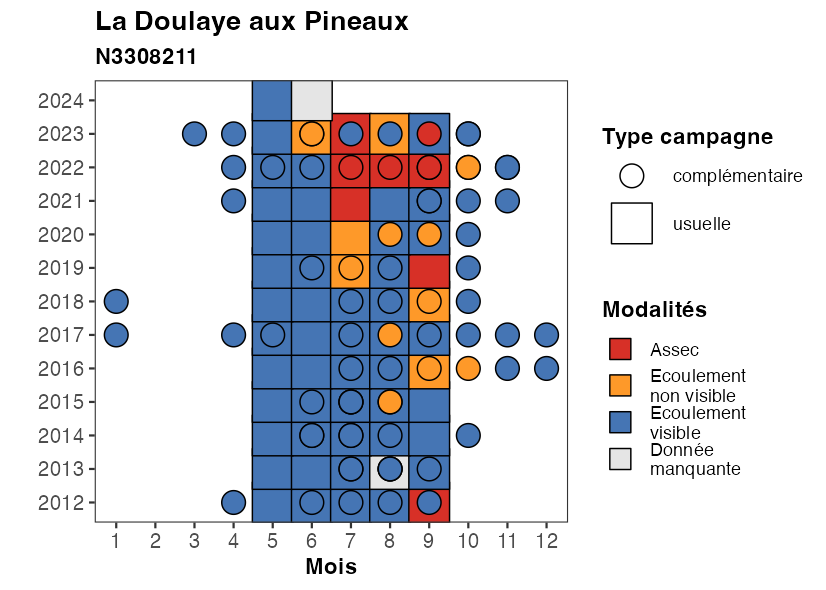 La Doulaye aux Pineaux
N3308211
2024
2023
2022
2021
2020
2019
2018
2017
2016
2015
2014
2013
2012
1 2 3 4 5 6 7 8 9 10 11 12
Mois
Type campagne
complémentaire
usuelle
Modalités
Assec
Ecoulement
non visible
Ecoulement
visible
Donnée
manquante